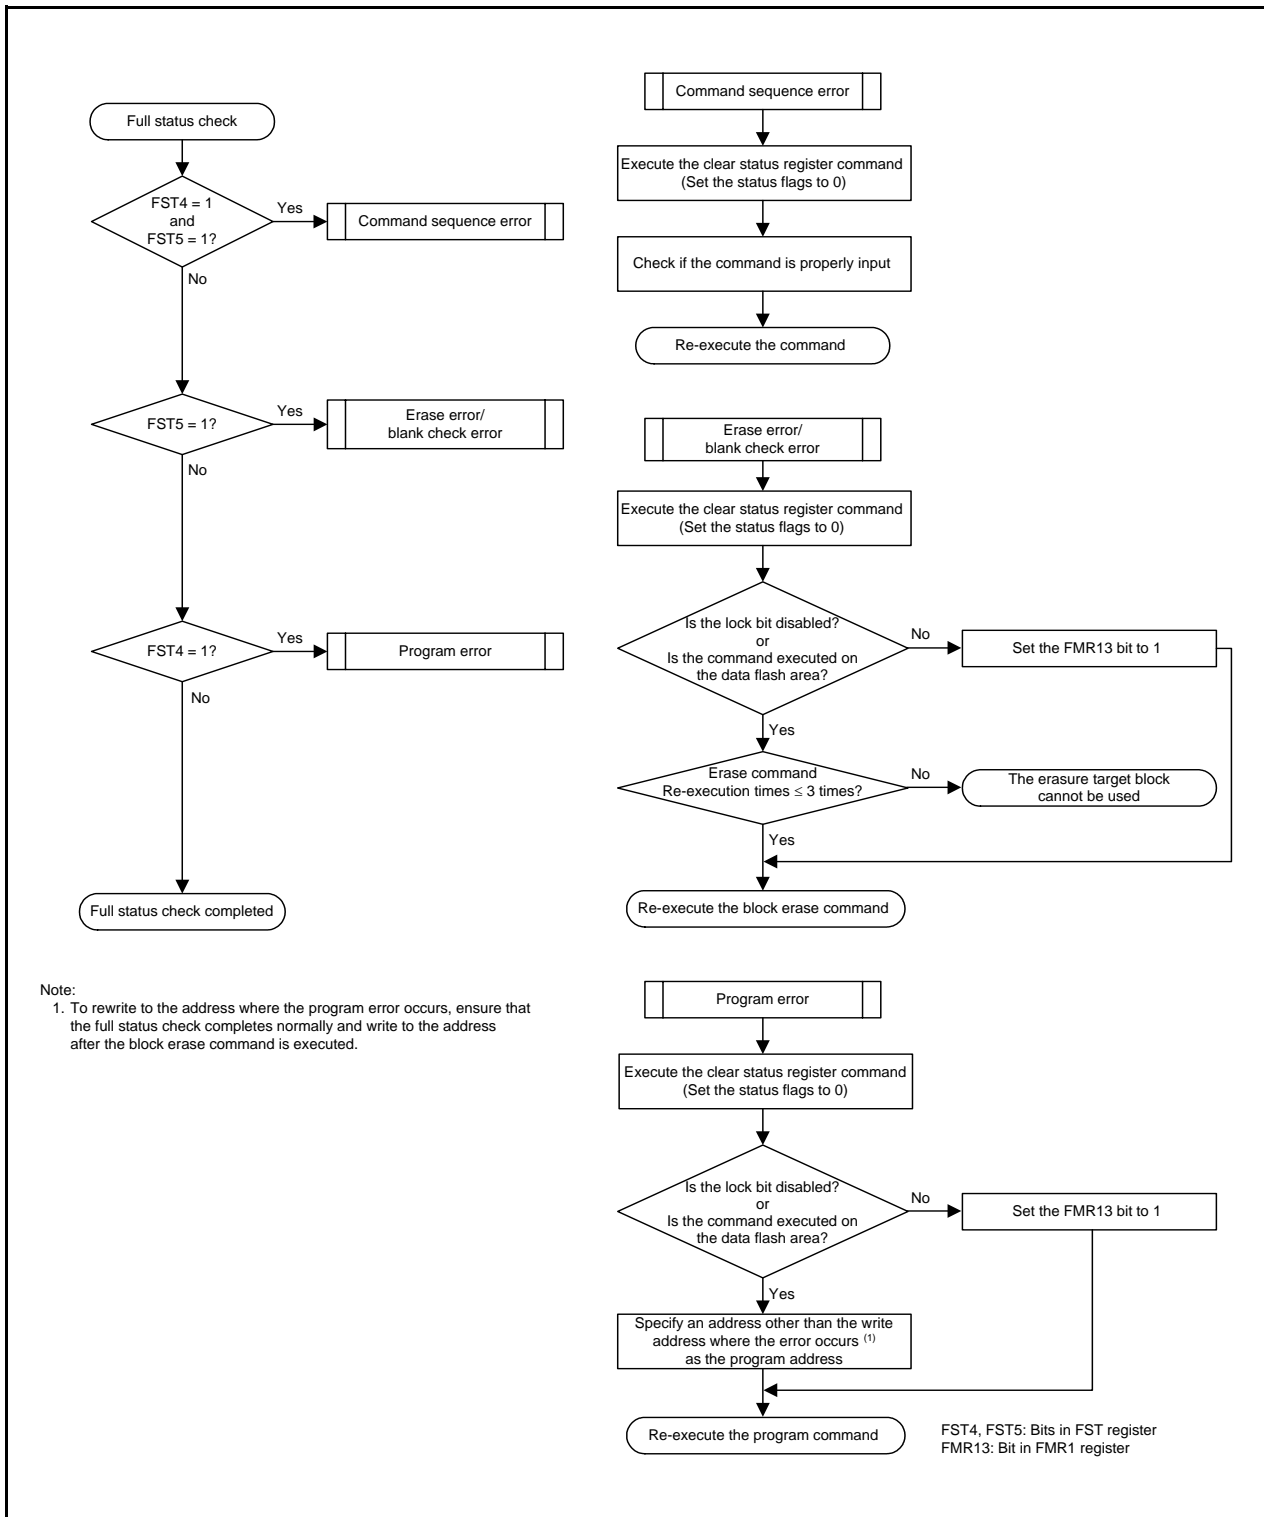 Full status check
FST4 = 1
and
FST5 = 1?
Yes
Command sequence error
No
FST5 = 1?
Yes
Erase error/
blank check error
No
FST4 = 1?
Yes
Program error
No
Full status check completed
Note:
1. To rewrite to the address where the program error occurs, ensure that
the full status check completes normally and write to the address
after the block erase command is executed.
Command sequence error
Execute the clear status register command
(Set the status flags to 0)
Check if the command is properly input
Re-execute the command
Erase error/
blank check error
Execute the clear status register command
(Set the status flags to 0)
Is the lock bit disabled?
or
Is the command executed on
the data flash area?
No
Set the FMR13 bit to 1
Yes
Erase command
Re-execution times ≤ 3 times?
No
The erasure target block
cannot be used
Yes
Re-execute the block erase command
Program error
Execute the clear status register command
(Set the status flags to 0)
Is the lock bit disabled?
or
Is the command executed on
the data flash area?
No
Set the FMR13 bit to 1
Yes
Specify an address other than the write
address where the error occurs (1)
as the program address
Re-execute the program command
FST4, FST5: Bits in FST register
FMR13: Bit in FMR1 register